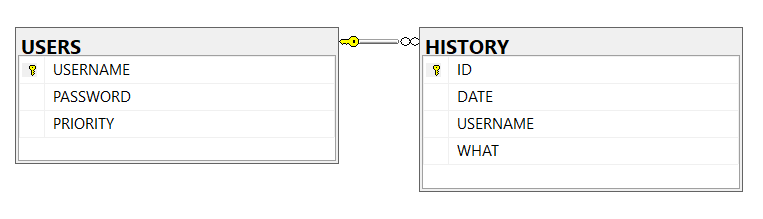 USERS
USERNAME
PASSWORD
PRIORITY
HISTORY
ID
DATE
USERNAME
WHAT